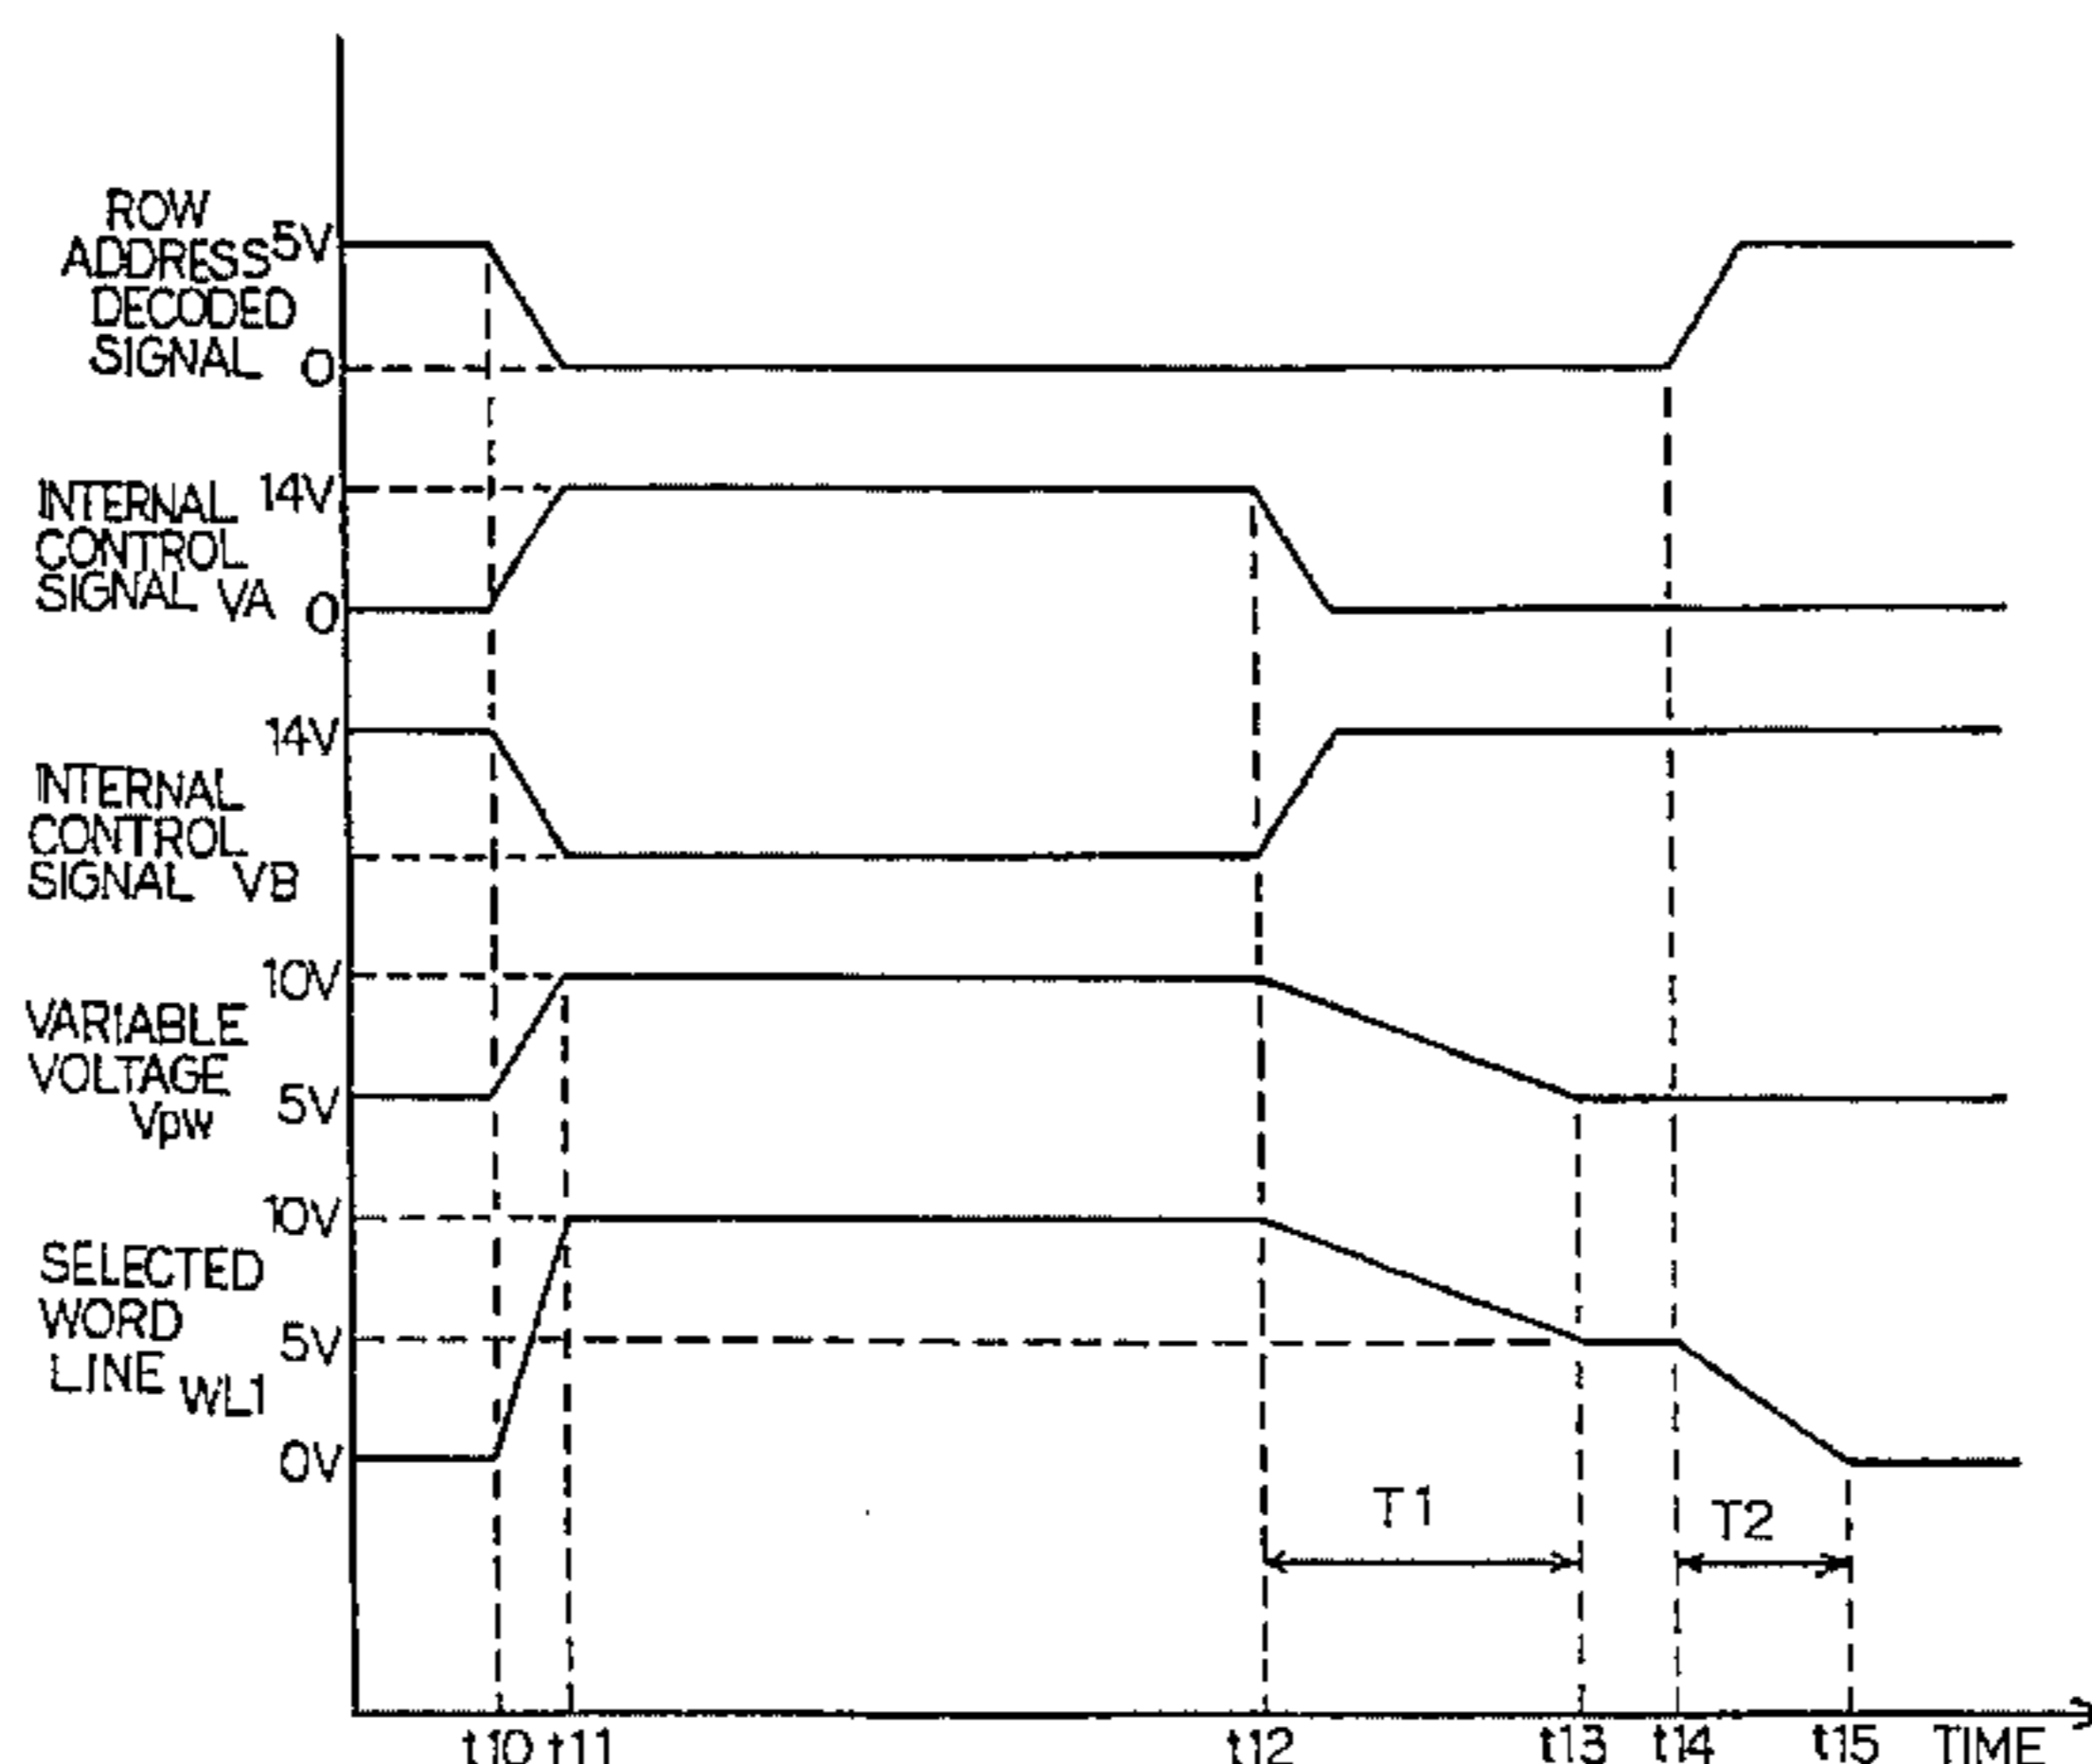 ROW
ADDRESS
DECODED
SIGNAL
5V
0
INTERNAL
CONTROL
SIGNAL VA
14V
0
INTERNAL
CONTROL
SIGNAL VB
14V
VARIABLE
VOLTAGE
Vpw
10V
5V
SELECTED
WORD
LINE WL1
10V
5V
0V
T1
T2
t10 t11 t12 t13 t14 t15 TIME